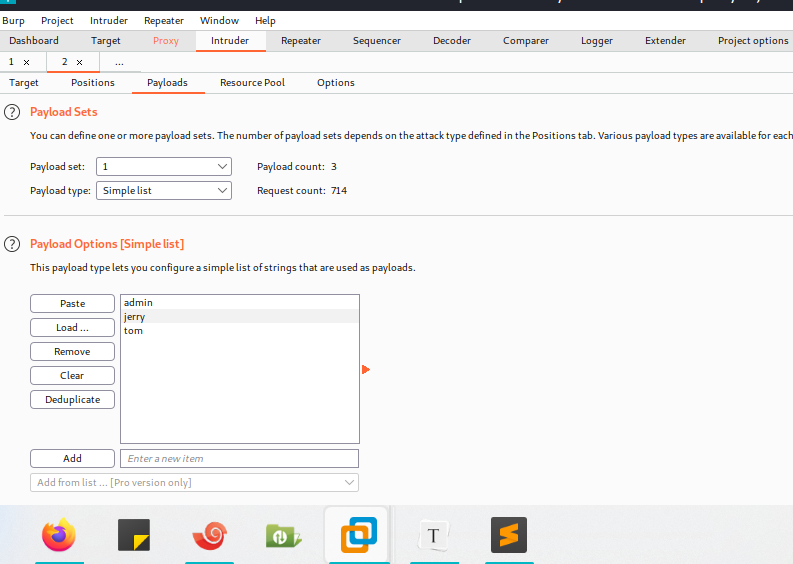 Burp Project Intruder Repeater Window Help
Dashboard Target Proxy Intruder Repeater Sequencer Decoder Comparer Logger Extender Project options
1 × 2 × ...
Target Positions Payloads Resource Pool Options
? Payload Sets
You can define one or more payload sets. The number of payload sets depends on the attack type defined in the Positions tab. Various payload types are available for each
Payload set: 1 Payload count: 3
Payload type: Simple list Request count: 714
? Payload Options [Simple list]
This payload type lets you configure a simple list of strings that are used as payloads.
Paste admin
jerry
Load ... tom
Remove
Clear
Deduplicate
Add Enter a new item
Add from list ... [Pro version only]
T